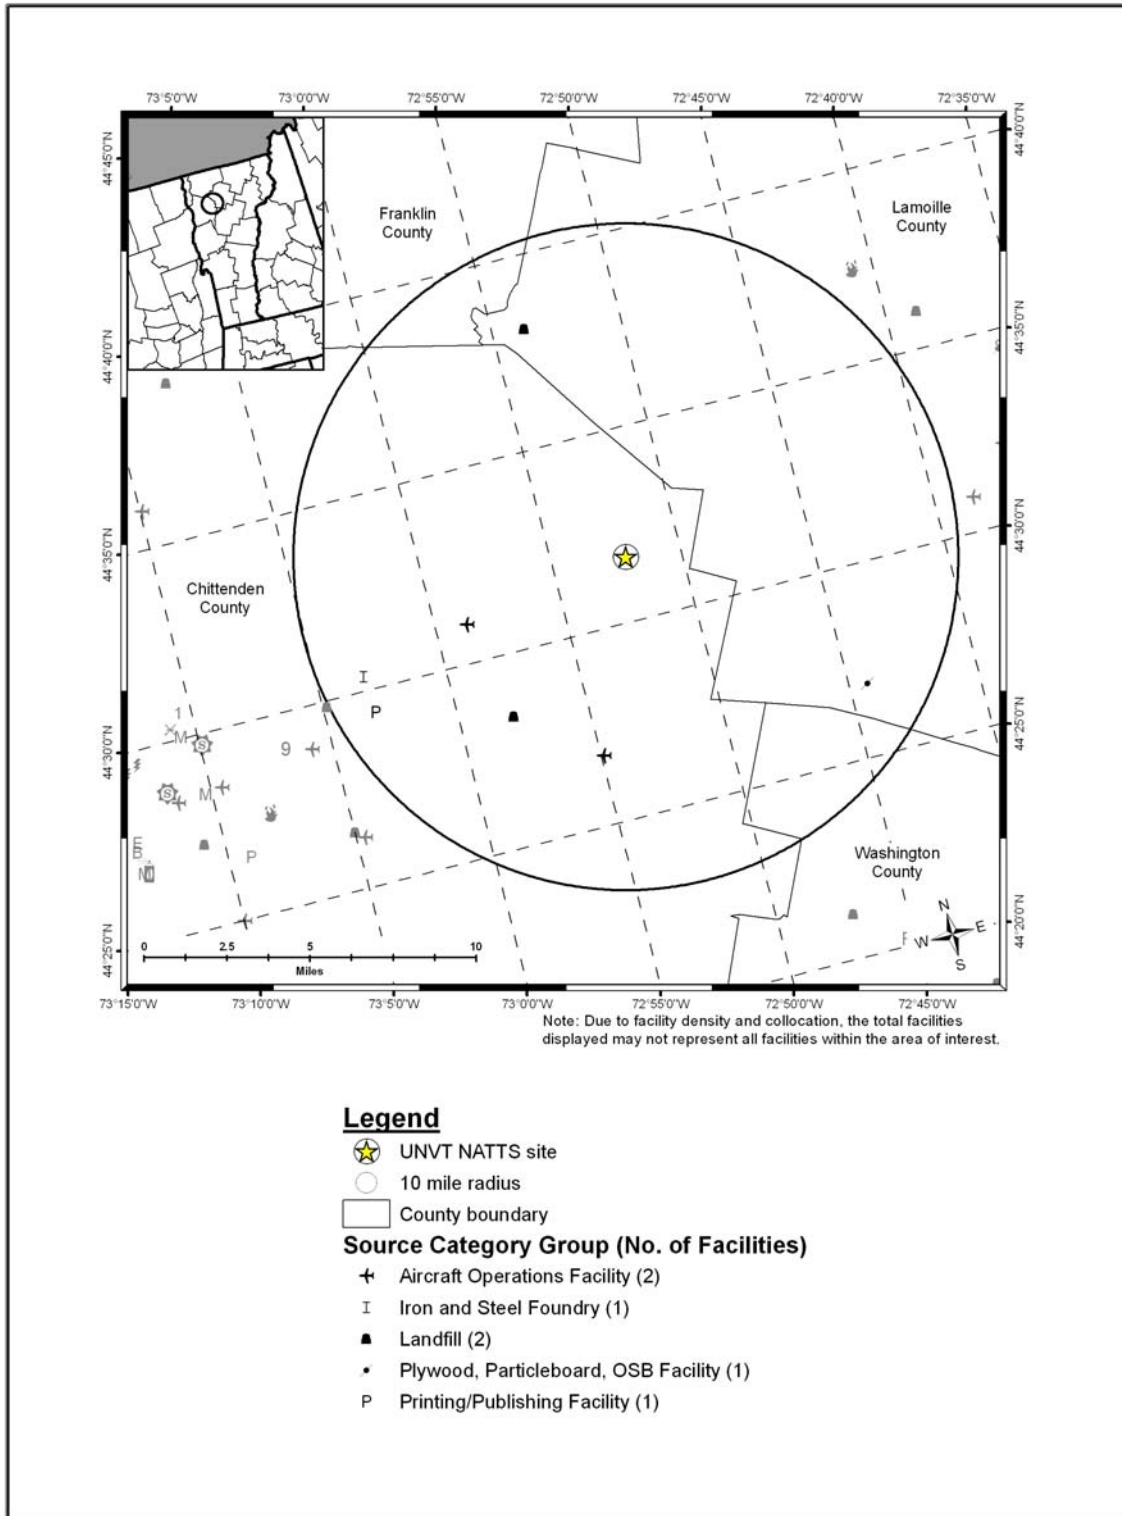 73°5'0"W 73°0'0"W 72°55'0"W 72°50'0"W 72°45'0"W 72°40'0"W 72°35'0"W
44°45'0"N
44°40'0"N
44°35'0"N
44°30'0"N
44°25'0"N
44°40'0"N
44°35'0"N
44°30'0"N
44°25'0"N
44°20'0"N
Franklin
County
Lamoille
County
Chittenden
County
I
P
1
M
S
9
S
M
P
E
B
M
Washington
County
N
W E
S
0 2.5 5 10
Miles
73°15'0"W 73°10'0"W 73°5'0"W 73°0'0"W 72°55'0"W 72°50'0"W 72°45'0"W
Note: Due to facility density and collocation, the total facilities
displayed may not represent all facilities within the area of interest.
Legend
UNVT NATTS site
10 mile radius
County boundary
Source Category Group (No. of Facilities)
Aircraft Operations Facility (2)
I Iron and Steel Foundry (1)
Landfill (2)
Plywood, Particleboard, OSB Facility (1)
P Printing/Publishing Facility (1)